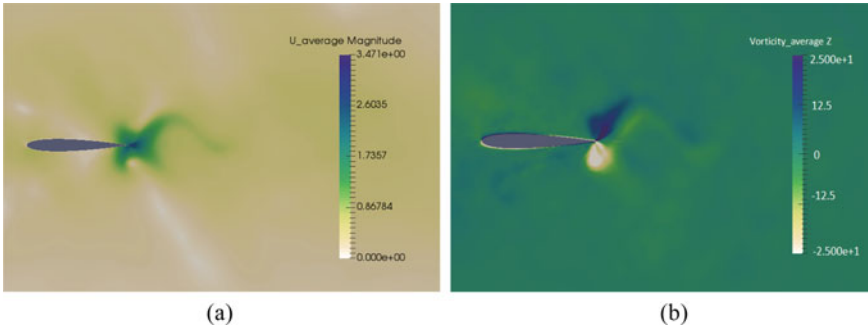 U_average Magnitude
3.471e+00
2.6035
1.7357
0.86784
0.000e+00
Vorticity_average Z
2.500e+1
12.5
0
-12.5
-2.500e+1
(a)
(b)